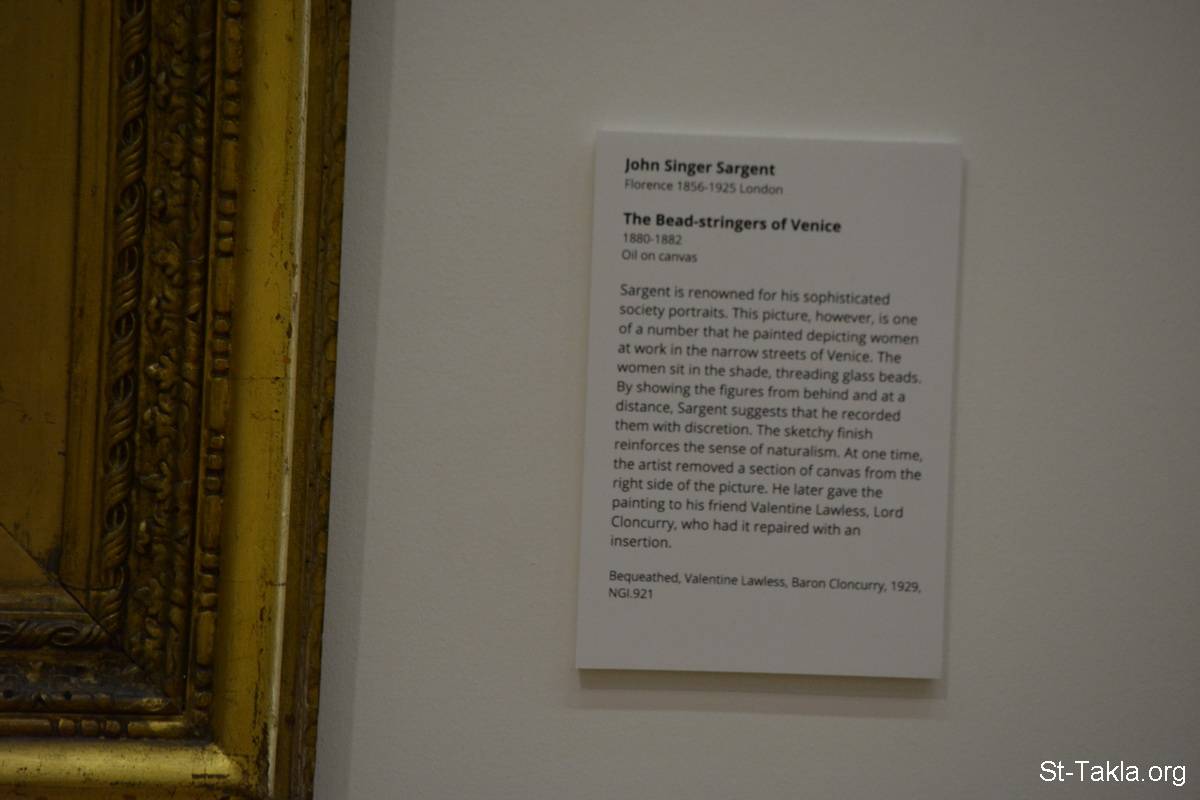 John Singer Sargent
Florence 1856-1925 London
The Bead-stringers of Venice
1880-1882
Oil on canvas
Sargent is renowned for his sophisticated
society portraits. This picture, however, is one
of a number that he painted depicting women
at work in the narrow streets of Venice. The
women sit in the shade, threading glass beads.
By showing the figures from behind and at a
distance, Sargent suggests that he recorded
them with discretion. The sketchy finish
reinforces the sense of naturalism. At one time,
the artist removed a section of canvas from the
right side of the picture. He later gave the
painting to his friend Valentine Lawless, Lord
Cloncurry, who had it repaired with an
insertion.
Bequeathed, Valentine Lawless, Baron Cloncurry, 1929,
NGI.921
St-Takla.org